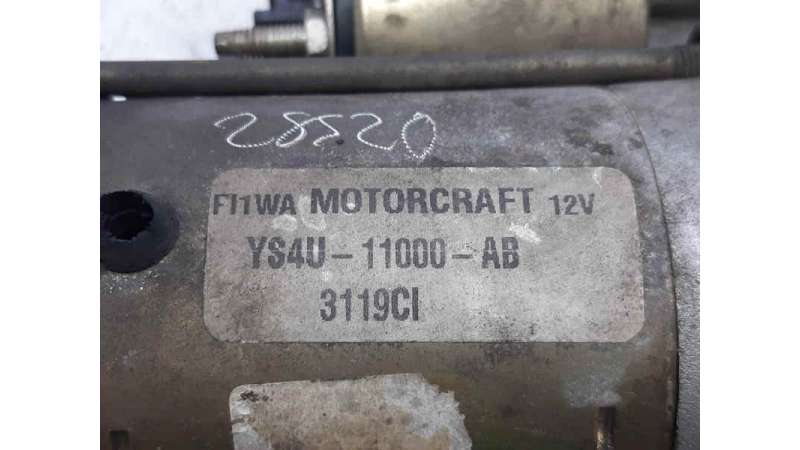 28520
FI1WA MOTORCRAFT 12V
YS4U-11000-AB
3119CI